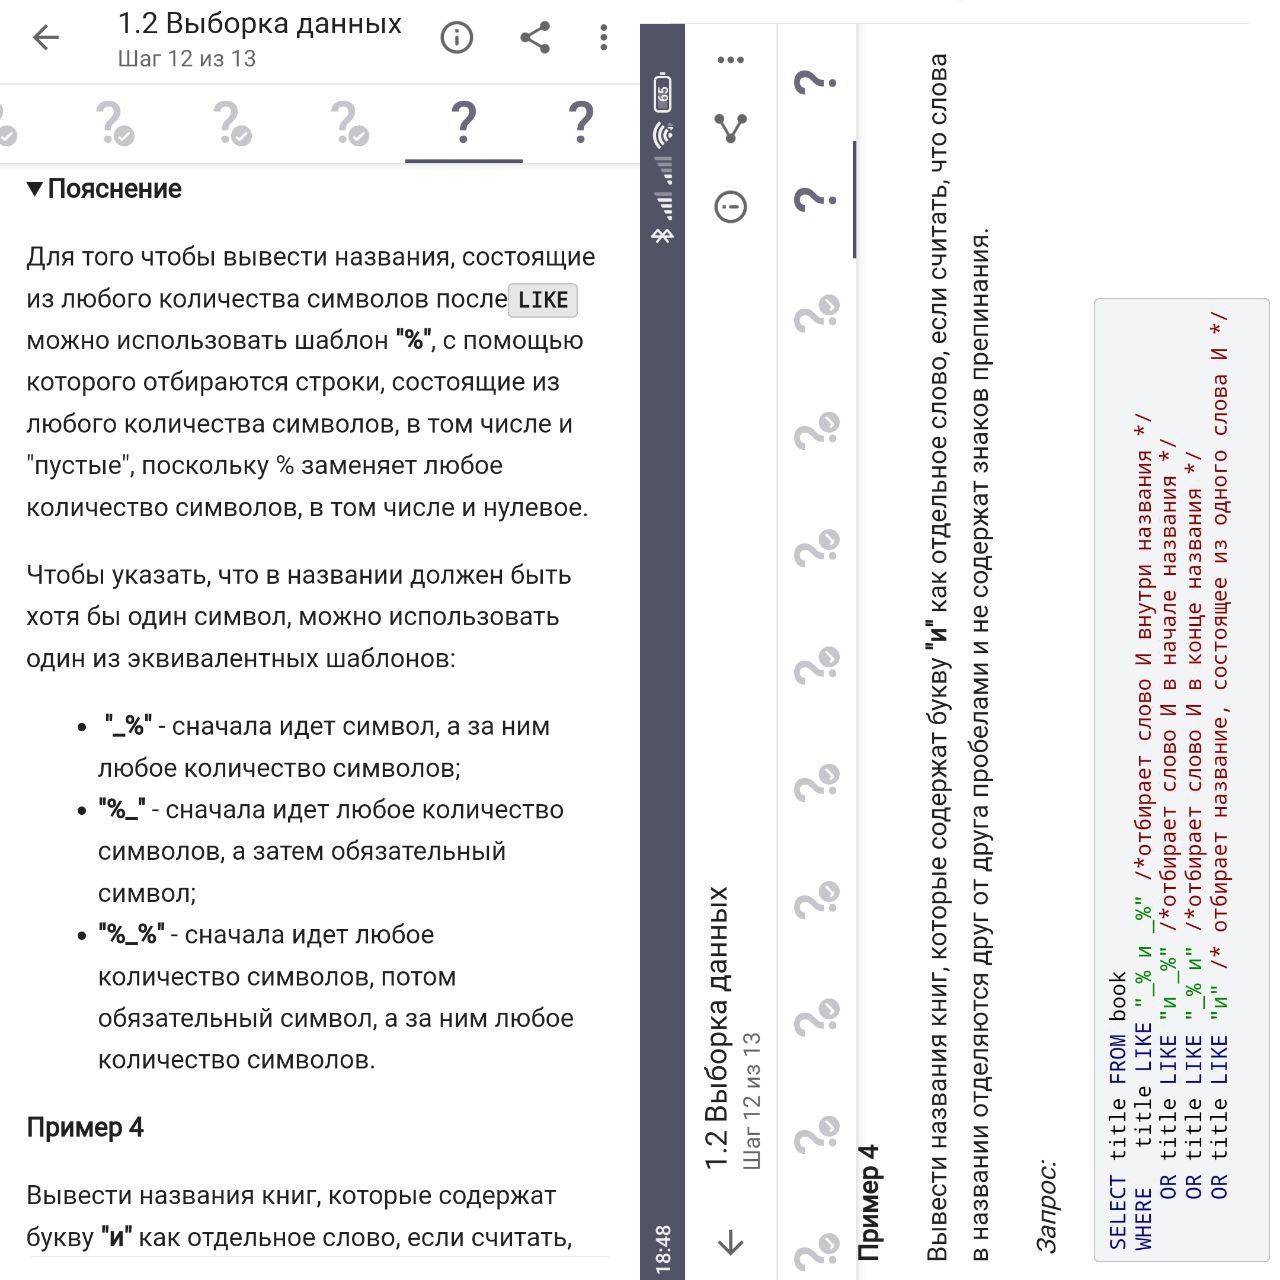 1.2 Выборка данных
Шаг 12 из 13
Пояснение
Для того чтобы вывести названия, состоящие
из любого количества символов после LIKE
можно использовать шаблон "%", с помощью
которого отбираются строки, состоящие из
любого количества символов, в том числе и
"пустые", поскольку % заменяет любое
количество символов, в том числе и нулевое.
Чтобы указать, что в названии должен быть
хотя бы один символ, можно использовать
один из эквивалентных шаблонов:
• "_%" - сначала идет символ, а за ним
любое количество символов;
• "%_" - сначала идет любое количество
символов, а затем обязательный
символ;
• "%_%" - сначала идет любое
количество символов, потом
обязательный символ, а за ним любое
количество символов.
Пример 4
Вывести названия книг, которые содержат
букву "и" как отдельное слово, если считать,
18:48
65
1.2 Выборка данных
Шаг 12 из 13
Пример 4
Вывести названия книг, которые содержат букву "и" как отдельное слово, если считать, что слова
в названии отделяются друг от друга пробелами и не содержат знаков препинания.
Запрос:
SELECT title FROM book
WHERE title LIKE "_% и _%" /*отбирает слово И внутри названия */
OR title LIKE "и _%" /*отбирает слово И в начале названия */
OR title LIKE "_% и" /*отбирает слово И в конце названия */
OR title LIKE "и" /* отбирает название, состоящее из одного слова И */